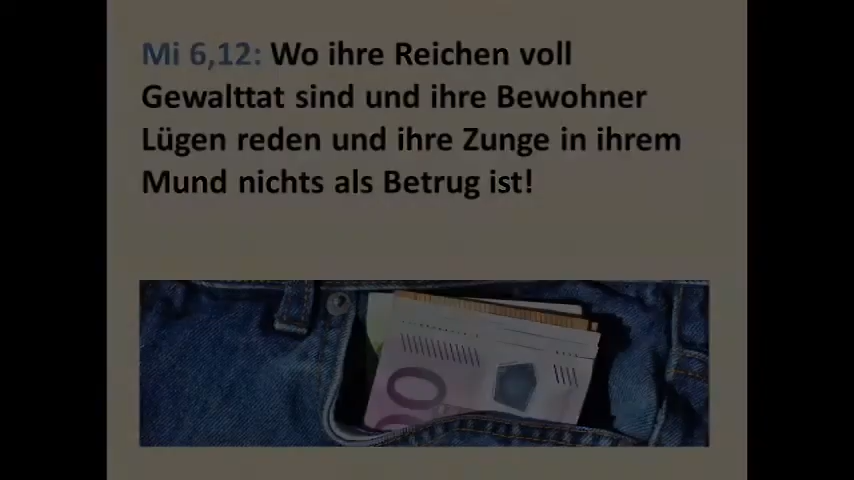 Mi 6,12: Wo ihre Reichen voll
Gewalttat sind und ihre Bewohner
Lügen reden und ihre Zunge in ihrem
Mund nichts als Betrug ist!
00